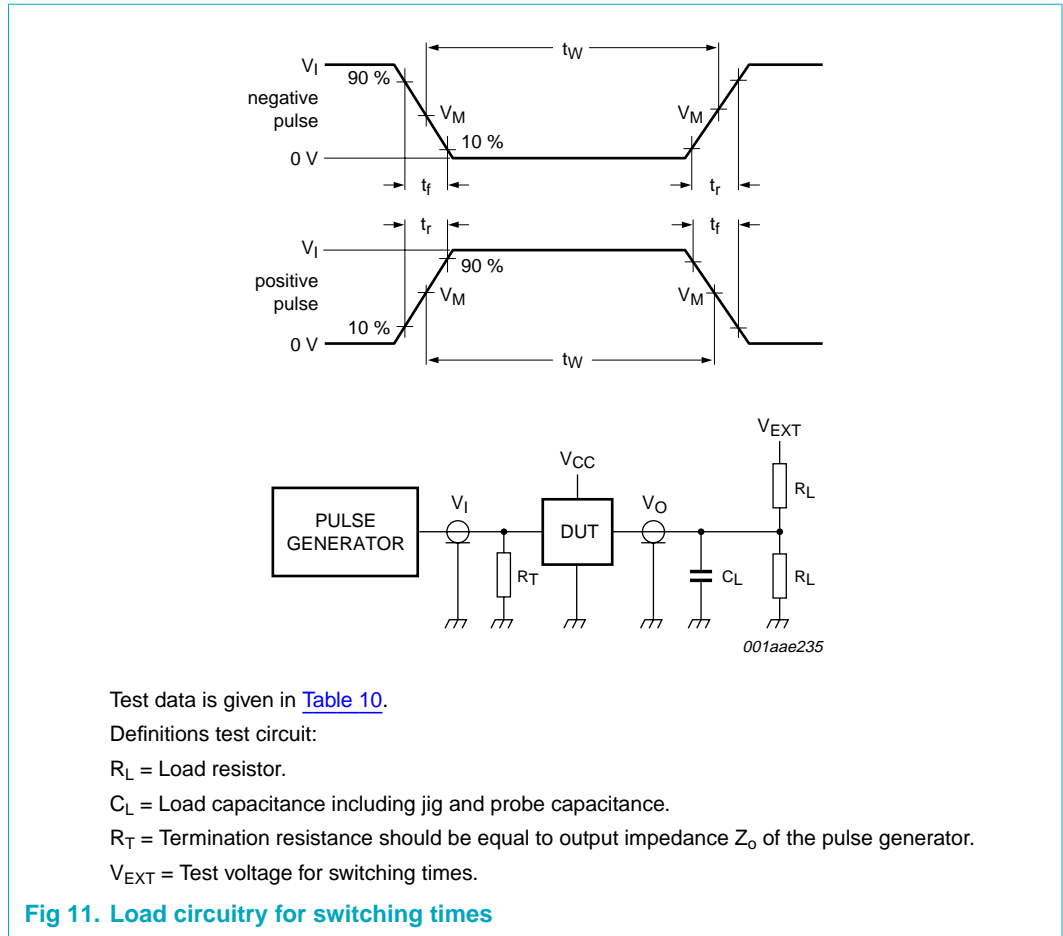 tW
VI
90 %
negative
pulse
VM
VM
10 %
0 V
tf
tr
tr
tf
VI
90 %
positive
pulse
VM
VM
10 %
0 V
tW
VEXT
VCC
RL
VI
VO
PULSE
GENERATOR
DUT
RT
CL
RL
001aae235
Test data is given in Table 10.
Definitions test circuit:
RL = Load resistor.
CL = Load capacitance including jig and probe capacitance.
RT = Termination resistance should be equal to output impedance Zo of the pulse generator.
VEXT = Test voltage for switching times.
Fig 11. Load circuitry for switching times